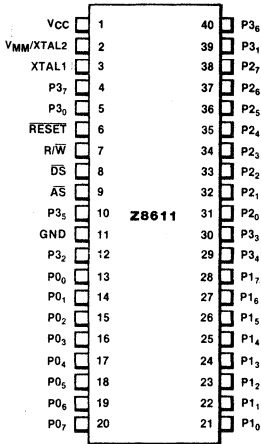 VCC 1 40 P3₆
VMM/XTAL2 2 39 P3₁
XTAL1 3 38 P2₇
P3₇ 4 37 P2₆
P3₀ 5 36 P2₅
R̅E̅S̅E̅T̅ 6 35 P2₄
R/W̅ 7 34 P2₃
D̅S̅ 8 33 P2₂
A̅S̅ 9 32 P2₁
P3₅ 10 Z8611 31 P2₀
GND 11 30 P3₃
P3₂ 12 29 P3₄
P0₀ 13 28 P1₇
P0₁ 14 27 P1₆
P0₂ 15 26 P1₅
P0₃ 16 25 P1₄
P0₄ 17 24 P1₃
P0₅ 18 23 P1₂
P0₆ 19 22 P1₁
P0₇ 20 21 P1₀